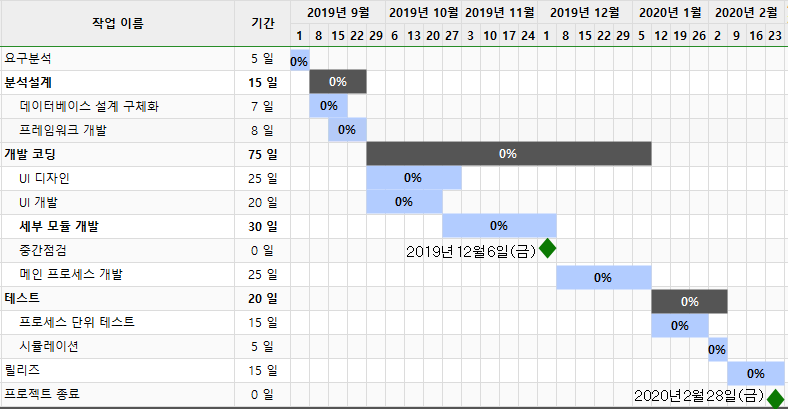 작업 이름 기간 2019년 9월 2019년 10월 2019년 11월 2019년 12월 2020년 1월 2020년 2월
1 8 15 22 29 6 13 20 27 3 10 17 24 1 8 15 22 29 5 12 19 26 2 9 16 23
요구분석 5 일 0%
분석설계 15 일 0%
데이터베이스 설계 구체화 7 일 0%
프레임워크 개발 8 일 0%
개발 코딩 75 일 0%
UI 디자인 25 일 0%
UI 개발 20 일 0%
세부 모듈 개발 30 일 0%
중간점검 0 일 2019년 12월6일(금)
메인 프로세스 개발 25 일 0%
테스트 20 일 0%
프로세스 단위 테스트 15 일 0%
시뮬레이션 5 일 0%
릴리즈 15 일 0%
프로젝트 종료 0 일 2020년2월28일(금)